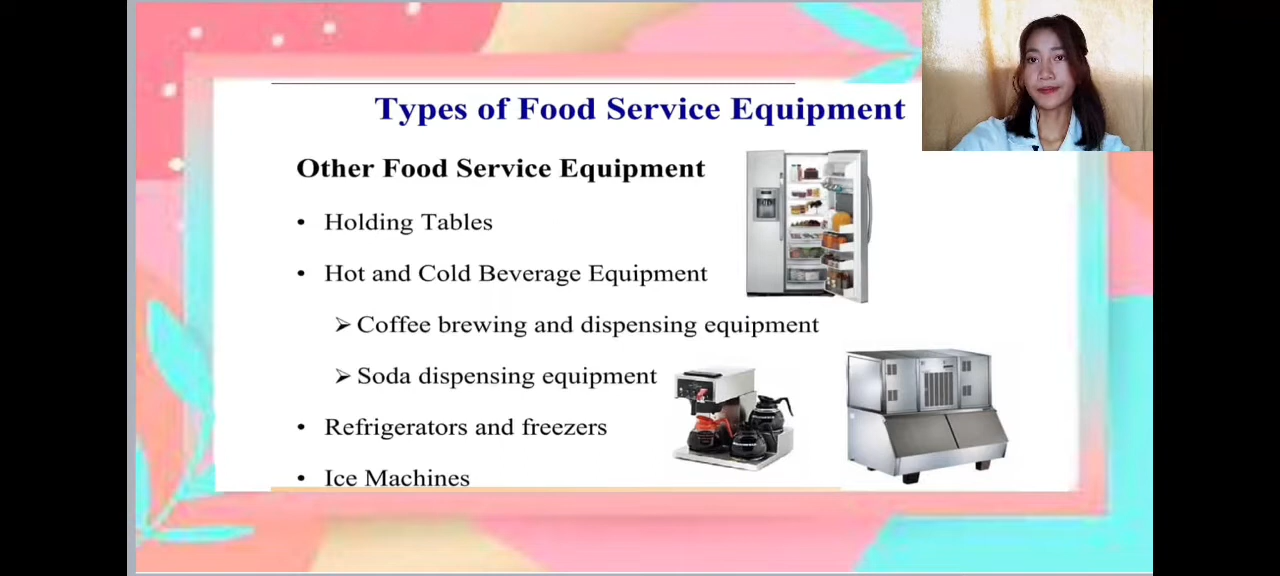 Types of Food Service Equipment
Other Food Service Equipment
• Holding Tables
• Hot and Cold Beverage Equipment
➢ Coffee brewing and dispensing equipment
➢ Soda dispensing equipment
• Refrigerators and freezers
• Ice Machines